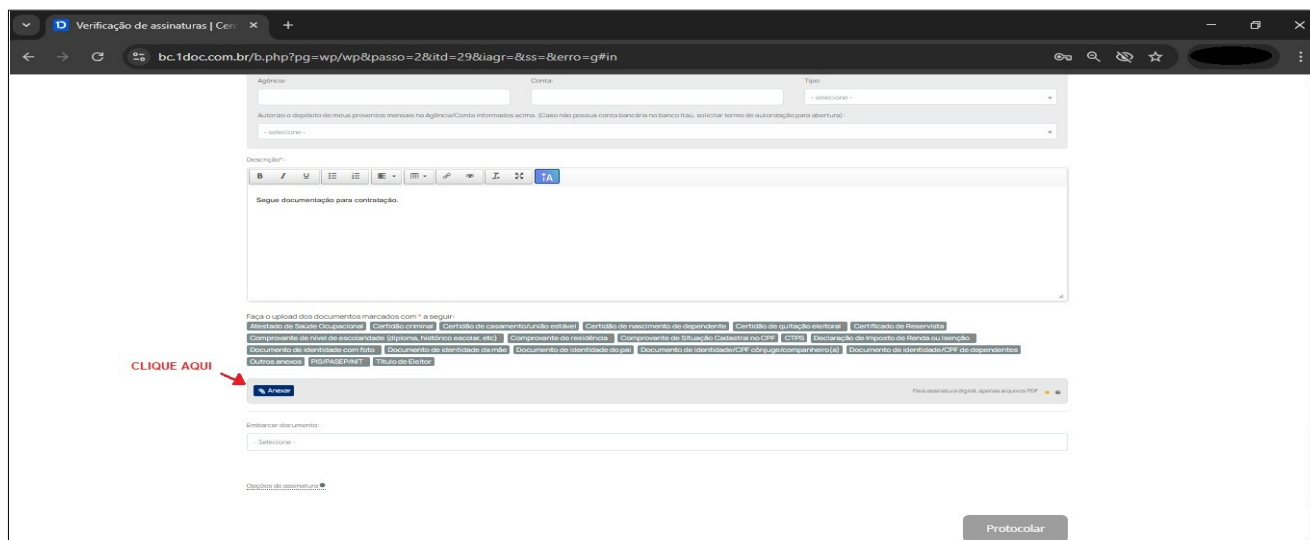 Verificação de assinaturas | Cen
bc.1doc.com.br/b.php?pg=wp/wp&passo=2&itd=29&iagr=&ss=&erro=g#in
Agência: Conta: Tipo:
- selecione -
Autorizo o depósito de meus proventos mensais na Agência/Conta informados acima. (Caso não possua conta bancária no banco Itaú, solicitar termo de autorização para abertura):
- selecione -
Descrição*:
B I U
Segue documentação para contratação.
Faça o upload dos documentos marcados com * a seguir:
Atestado de Saúde Ocupacional Certidão criminal Certidão de casamento/união estável Certidão de nascimento de dependente Certidão de quitação eleitoral Certificado de Reservista
Comprovante de nível de escolaridade (diploma, histórico escolar, etc) Comprovante de residência Comprovante de Situação Cadastral no CPF CTPS Declaração de Imposto de Renda ou Isenção
Documento de identidade com foto Documento de identidade da mãe Documento de identidade do pai Documento de identidade/CPF cônjuge/companheiro(a) Documento de identidade/CPF de dependentes
Outros anexos PIS/PASEP/NIT Título de Eleitor
CLIQUE AQUI
Anexar Para assinatura digital, apenas arquivos PDF
Embarcar documento:
- Selecione -
Opções de assinatura
Protocolar